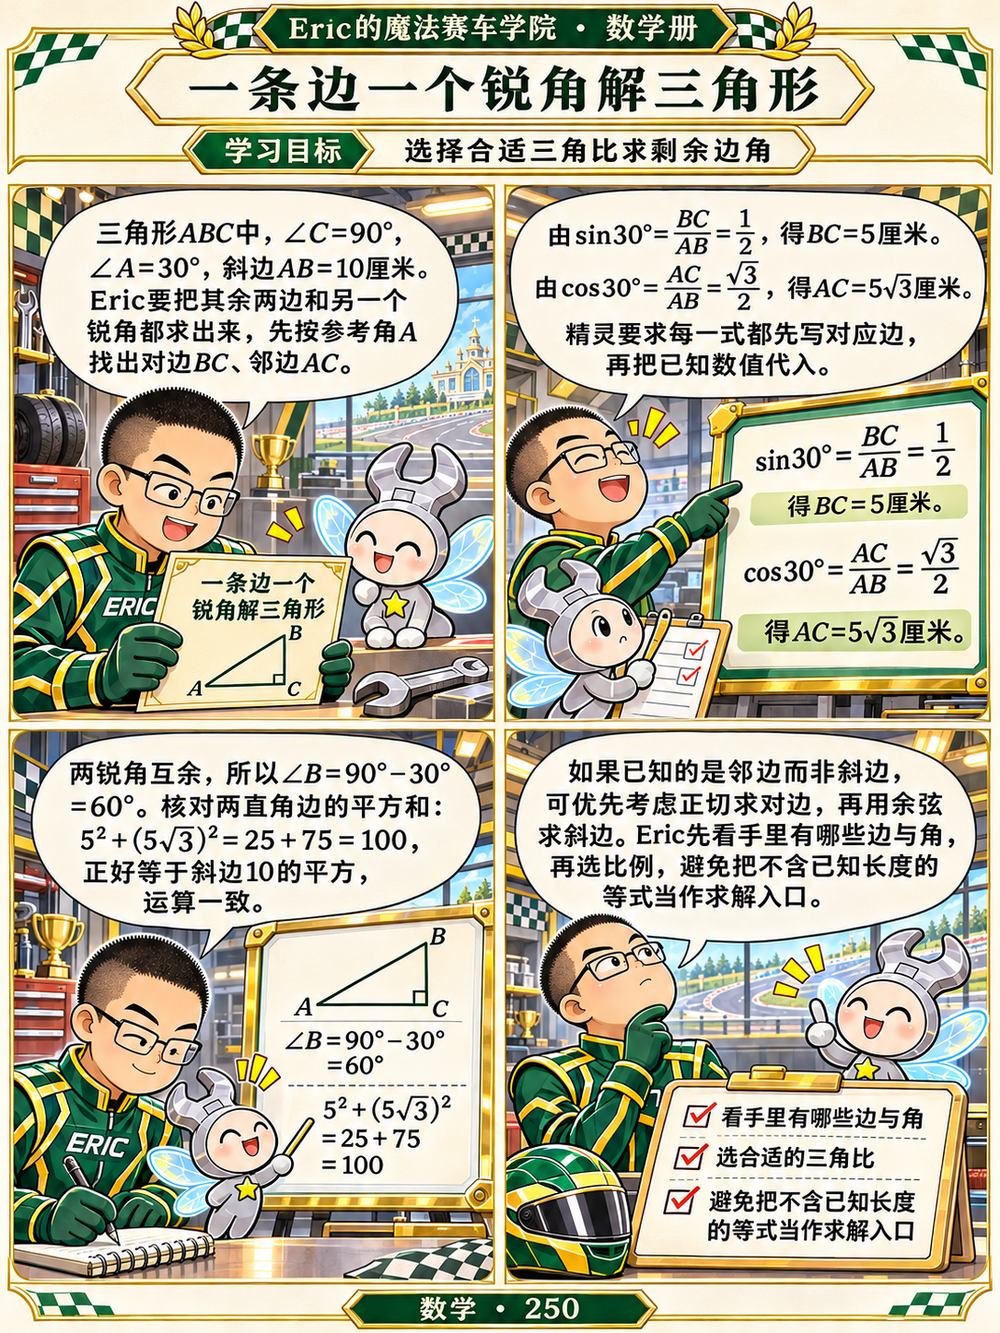 Eric的魔法赛车学院 · 数学册
一条边一个锐角解三角形
学习目标
选择合适三角比求剩余边角
三角形ABC中，∠C=90°，
∠A=30°，斜边AB=10厘米。
Eric要把其余两边和另一个
锐角都求出来，先按参考角A
找出对边BC、邻边AC。
ERIC
一条边一个
锐角解三角形
B
A
C
由sin30°=BC/AB=1/2，得BC=5厘米。
由cos30°=AC/AB=√3/2，得AC=5√3厘米。
精灵要求每一式都先写对应边，
再把已知数值代入。
sin30°=BC/AB=1/2
得BC=5厘米。
cos30°=AC/AB=√3/2
得AC=5√3厘米。
两锐角互余，所以∠B=90°−30°
=60°。核对两直角边的平方和：
5²+(5√3)²=25+75=100，
正好等于斜边10的平方，
运算一致。
ERIC
B
A
C
∠B=90°−30°
=60°
5²+(5√3)²
=25+75
=100
如果已知的是邻边而非斜边，
可优先考虑正切求对边，再用余弦
求斜边。Eric先看手里有哪些边与角，
再选比例，避免把不含已知长度的
等式当作求解入口。
看手里有哪些边与角
选合适的三角比
避免把不含已知长度
的等式当作求解入口
数学 · 250